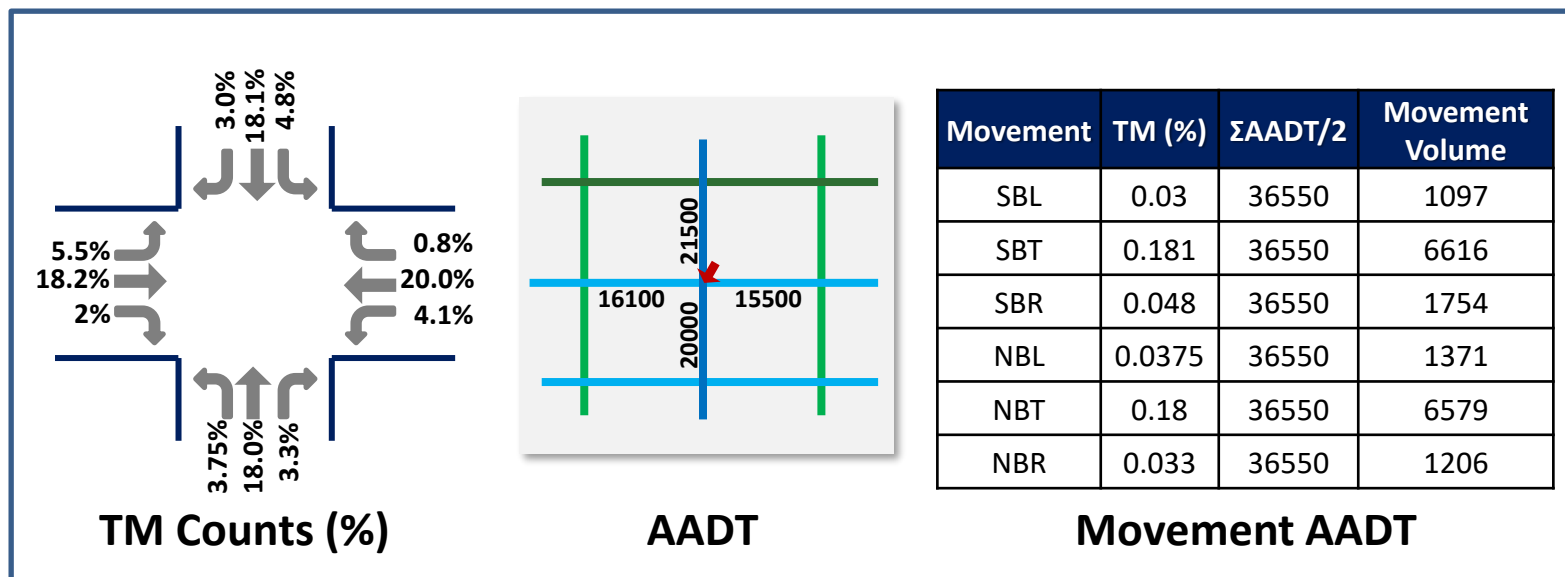 3.0%
18.1%
4.8%
5.5%
18.2%
2%
0.8%
20.0%
4.1%
3.75%
18.0%
3.3%
TM Counts (%)
21500
16100
15500
20000
AADT
Movement TM (%) ΣAADT/2 Movement Volume
SBL 0.03 36550 1097
SBT 0.181 36550 6616
SBR 0.048 36550 1754
NBL 0.0375 36550 1371
NBT 0.18 36550 6579
NBR 0.033 36550 1206
Movement AADT